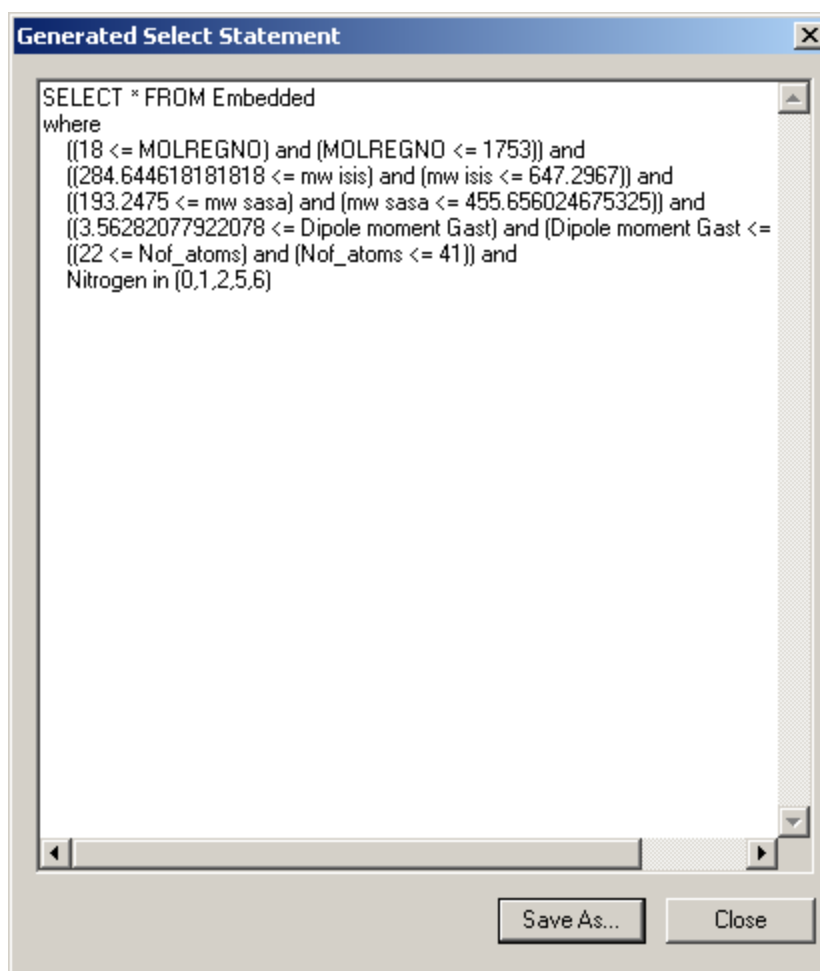 Generated Select Statement
SELECT * FROM Embedded
where
((18 <= MOLREGNO) and (MOLREGNO <= 1753)) and
((284.644618181818 <= mw isis) and (mw isis <= 647.2967)) and
((193.2475 <= mw sasa) and (mw sasa <= 455.656024675325)) and
((3.56282077922078 <= Dipole moment Gast) and (Dipole moment Gast <=
((22 <= Nof_atoms) and (Nof_atoms <= 41)) and
Nitrogen in (0,1,2,5,6)
Save As...
Close